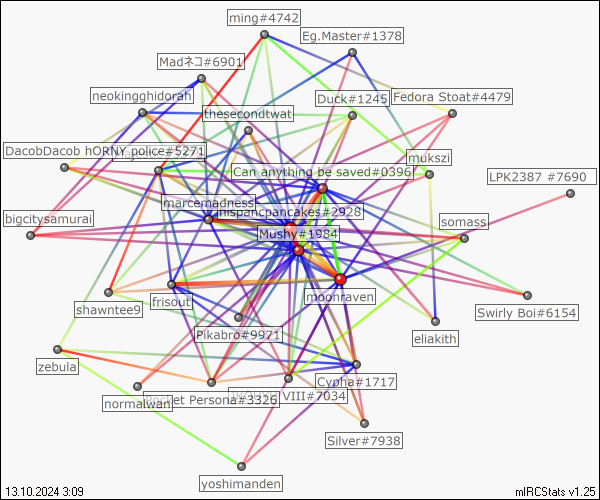 ming#4742
Eg.Master#1378
Madネコ#6901
neokingghidorah
Duck#1245
Fedora Stoat#4479
thesecondtwat
DacobDacob hORNY police#5271
mukszi
Can anything be saved#0396
LPK2387 #7690
marcemadness
hispancpancakes#2928
bigcitysamurai
somass
Mushy#1984
moonraven
frisout
shawntee9
Swirly Boi#6154
Pikabro#9971
eliakith
zebula
Cypha#1717
normalwan
Rocket Persona#3326
VIII#7034
Silver#7938
yoshimanden
13.10.2024 3:09
mIRCStats v1.25